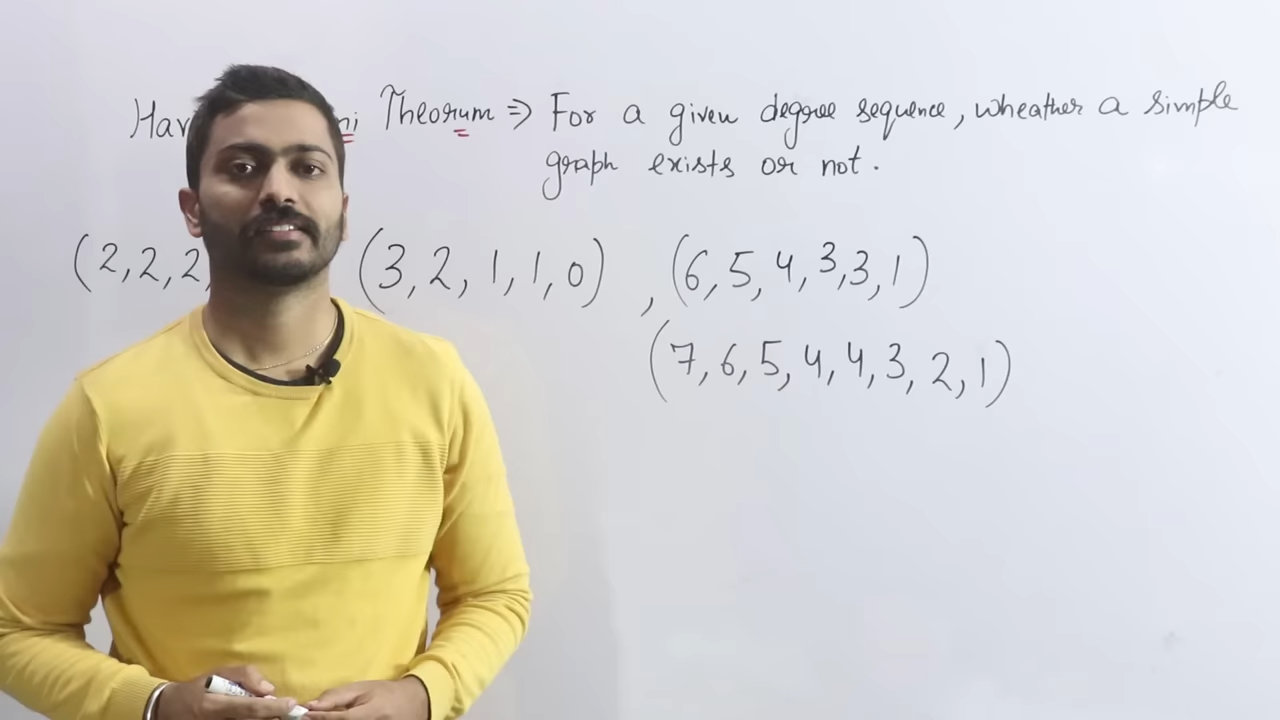 Theorum ⇒ For a given degree sequence, wheather a simple
graph exists or not.
(2,2,2, (3, 2, 1, 1, 0) , (6, 5, 4, 3, 3, 1)
(7, 6, 5, 4, 4, 3, 2, 1)